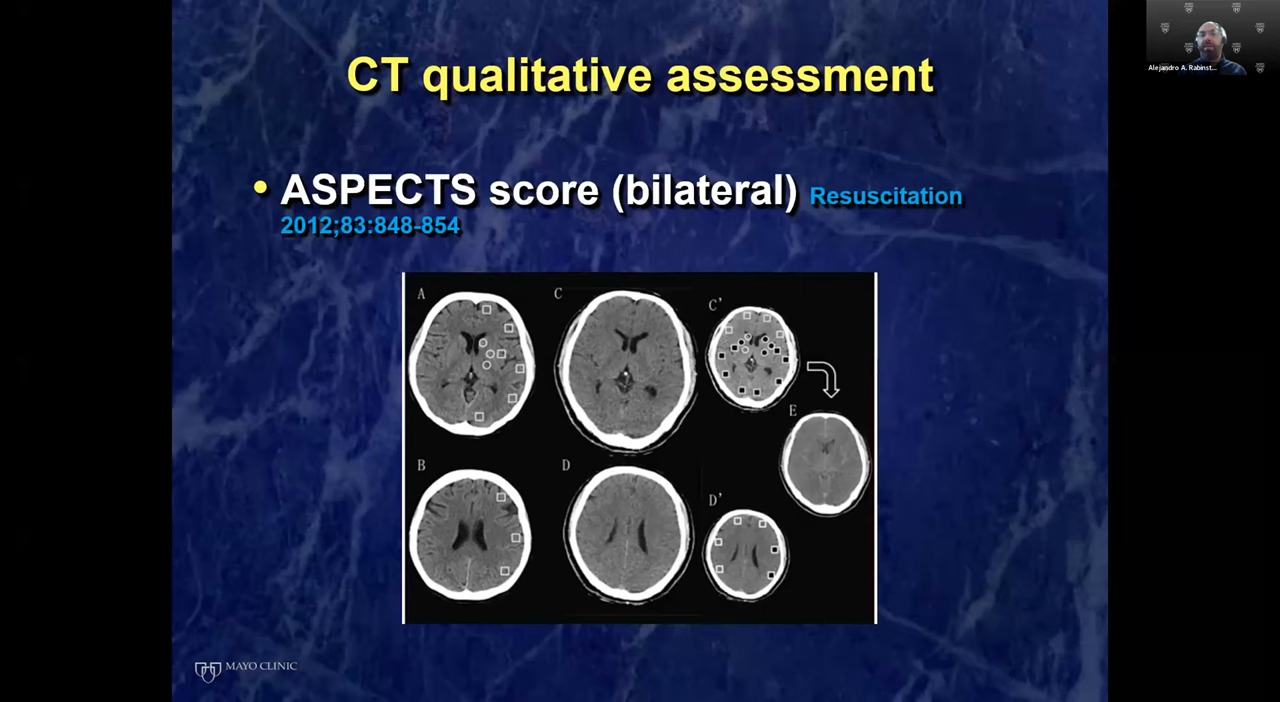 Alejandro A. Rabinst...
CT qualitative assessment
• ASPECTS score (bilateral) Resuscitation
2012;83:848-854
A
C
C'
E
B
D
D'
MAYO CLINIC